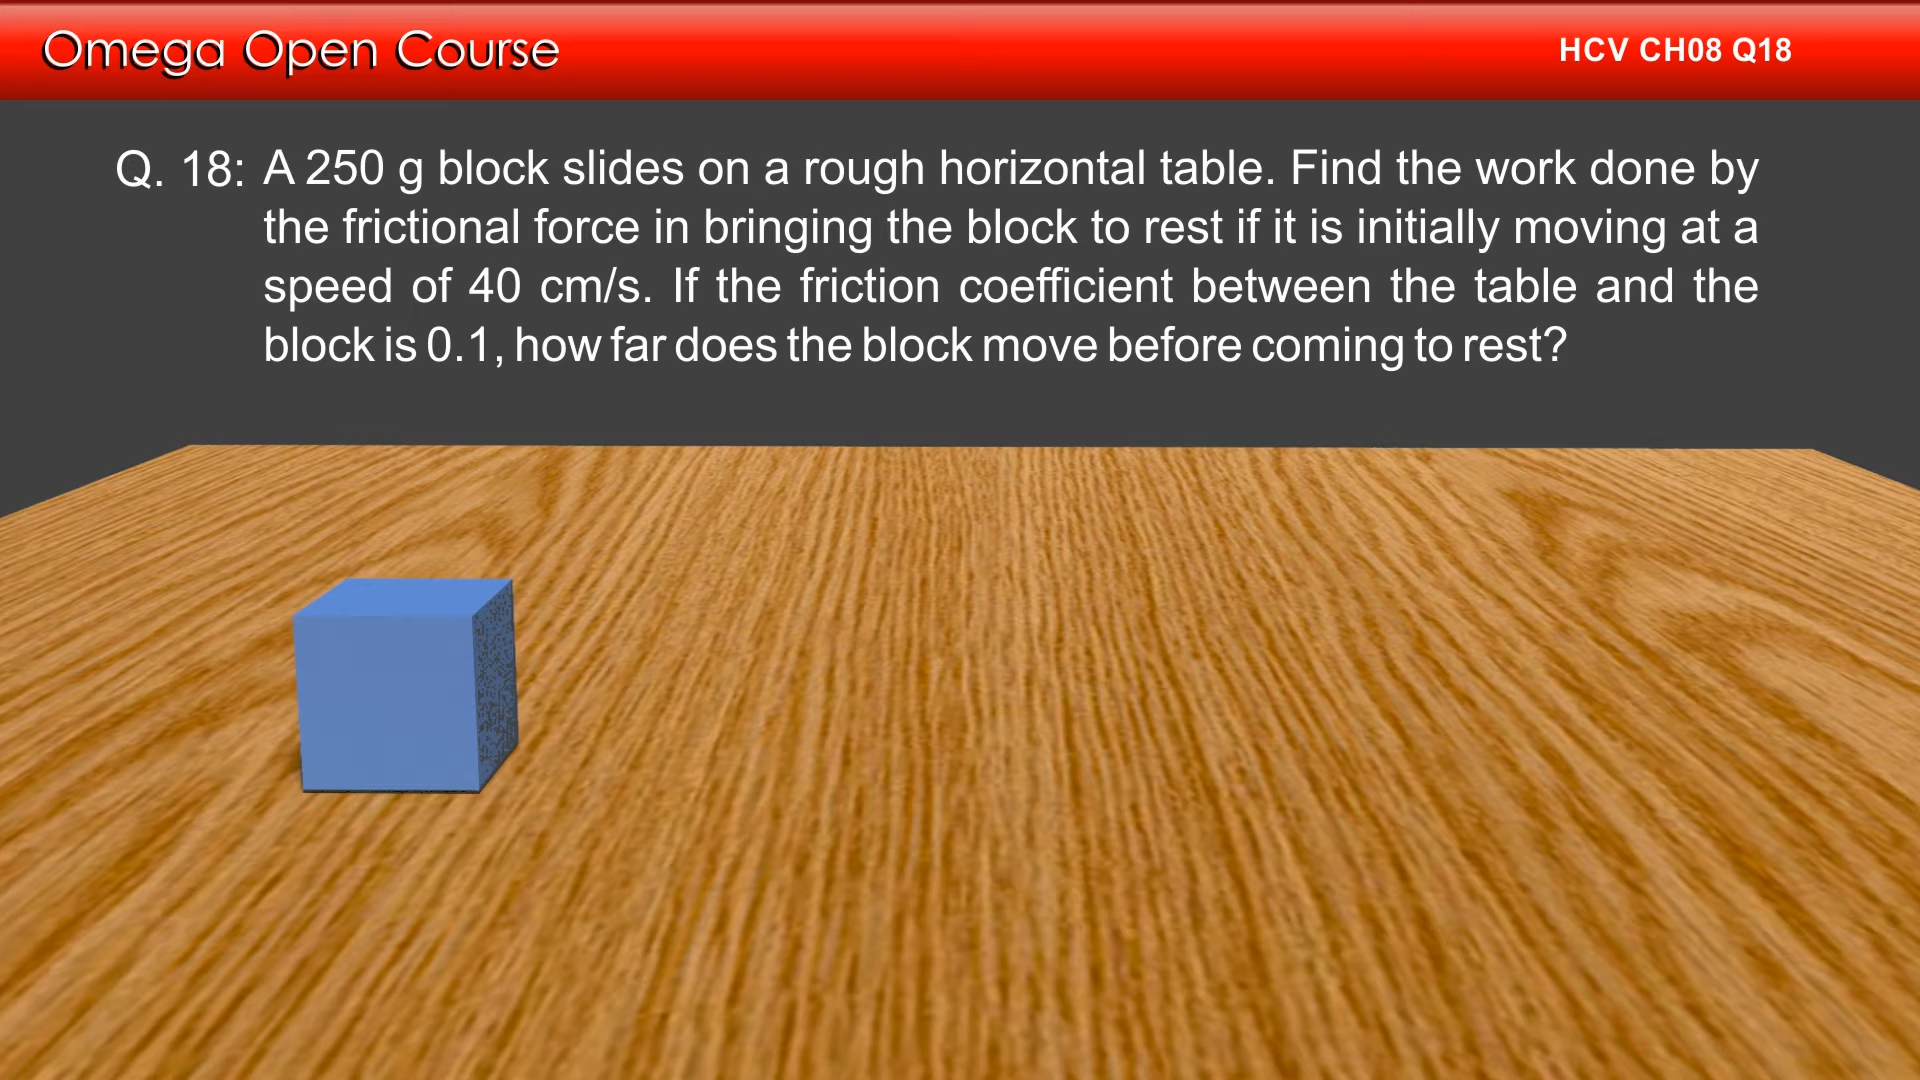 Omega Open Course
HCV CH08 Q18
Q. 18: A 250 g block slides on a rough horizontal table. Find the work done by
the frictional force in bringing the block to rest if it is initially moving at a
speed of 40 cm/s. If the friction coefficient between the table and the
block is 0.1, how far does the block move before coming to rest?